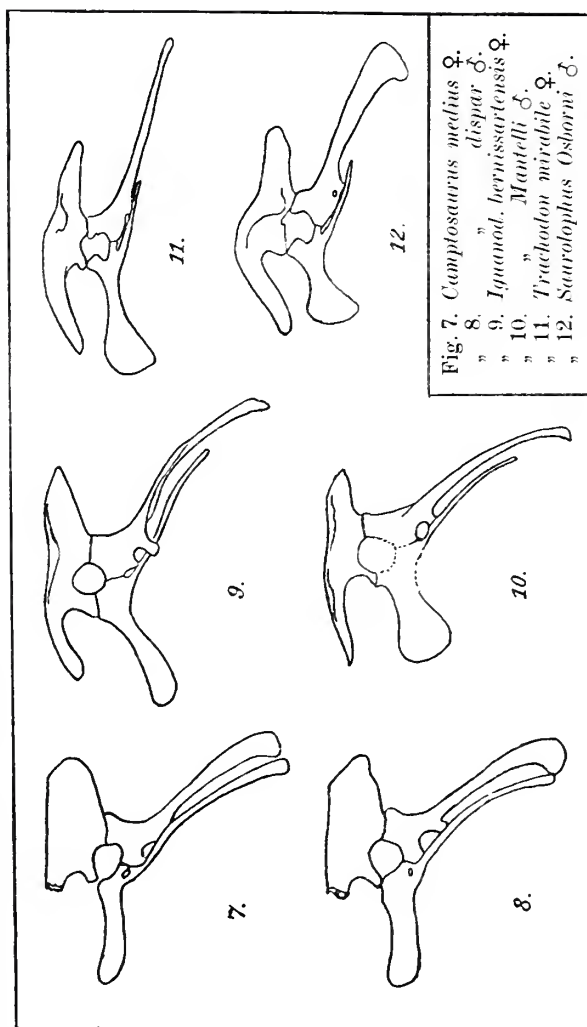 7.
8.
9.
10.
11.
12.
Fig. 7. Camptosaurus medius ♀.
" 8. " dispar ♂.
" 9. Iguanod. bernissartensis ♀.
" 10. " Mantelli ♂.
" 11. Trachodon mirabile ♀.
" 12. Saurolophus Osborni ♂.